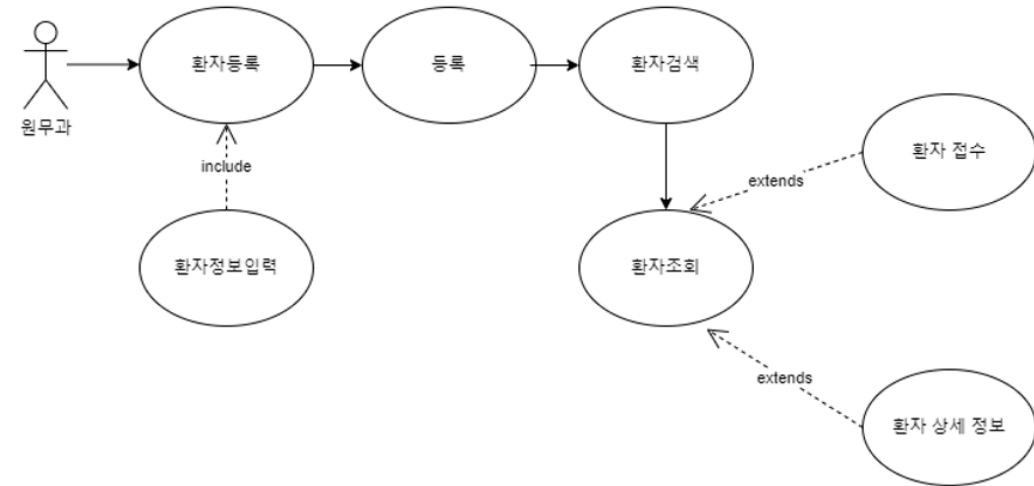 환자등록
등록
환자검색
원무과
환자 접수
include
extends
환자정보입력
환자조회
extends
환자 상세 정보